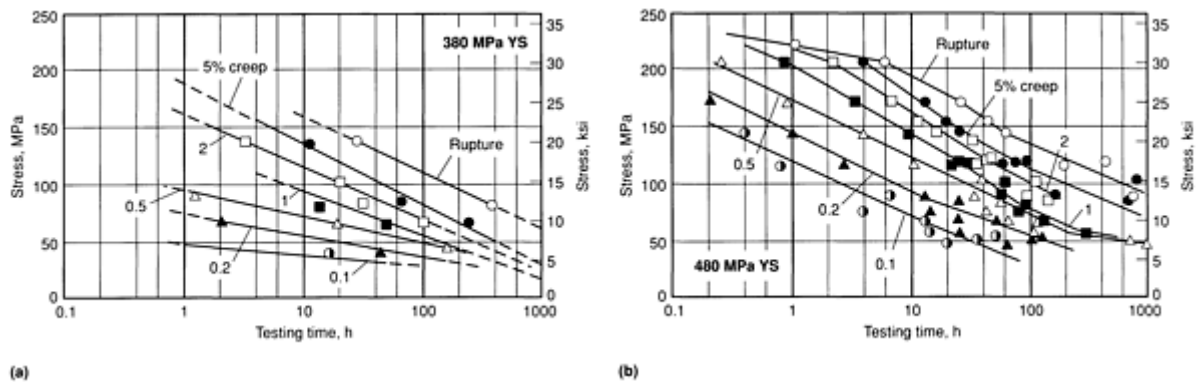 250
200
150
100
50
0
Stress, MPa
380 MPa YS
5% creep
2
1
0.5
0.2
0.1
Rupture
35
30
25
20
15
10
5
0
Stress, ksi
0.1 1 10 100 1000
Testing time, h
(a)
250
200
150
100
50
0
Stress, MPa
Rupture
5% creep
2
0.5
0.2
1
0.1
480 MPa YS
35
30
25
20
15
10
5
0
Stress, ksi
0.1 1 10 100 1000
Testing time, h
(b)